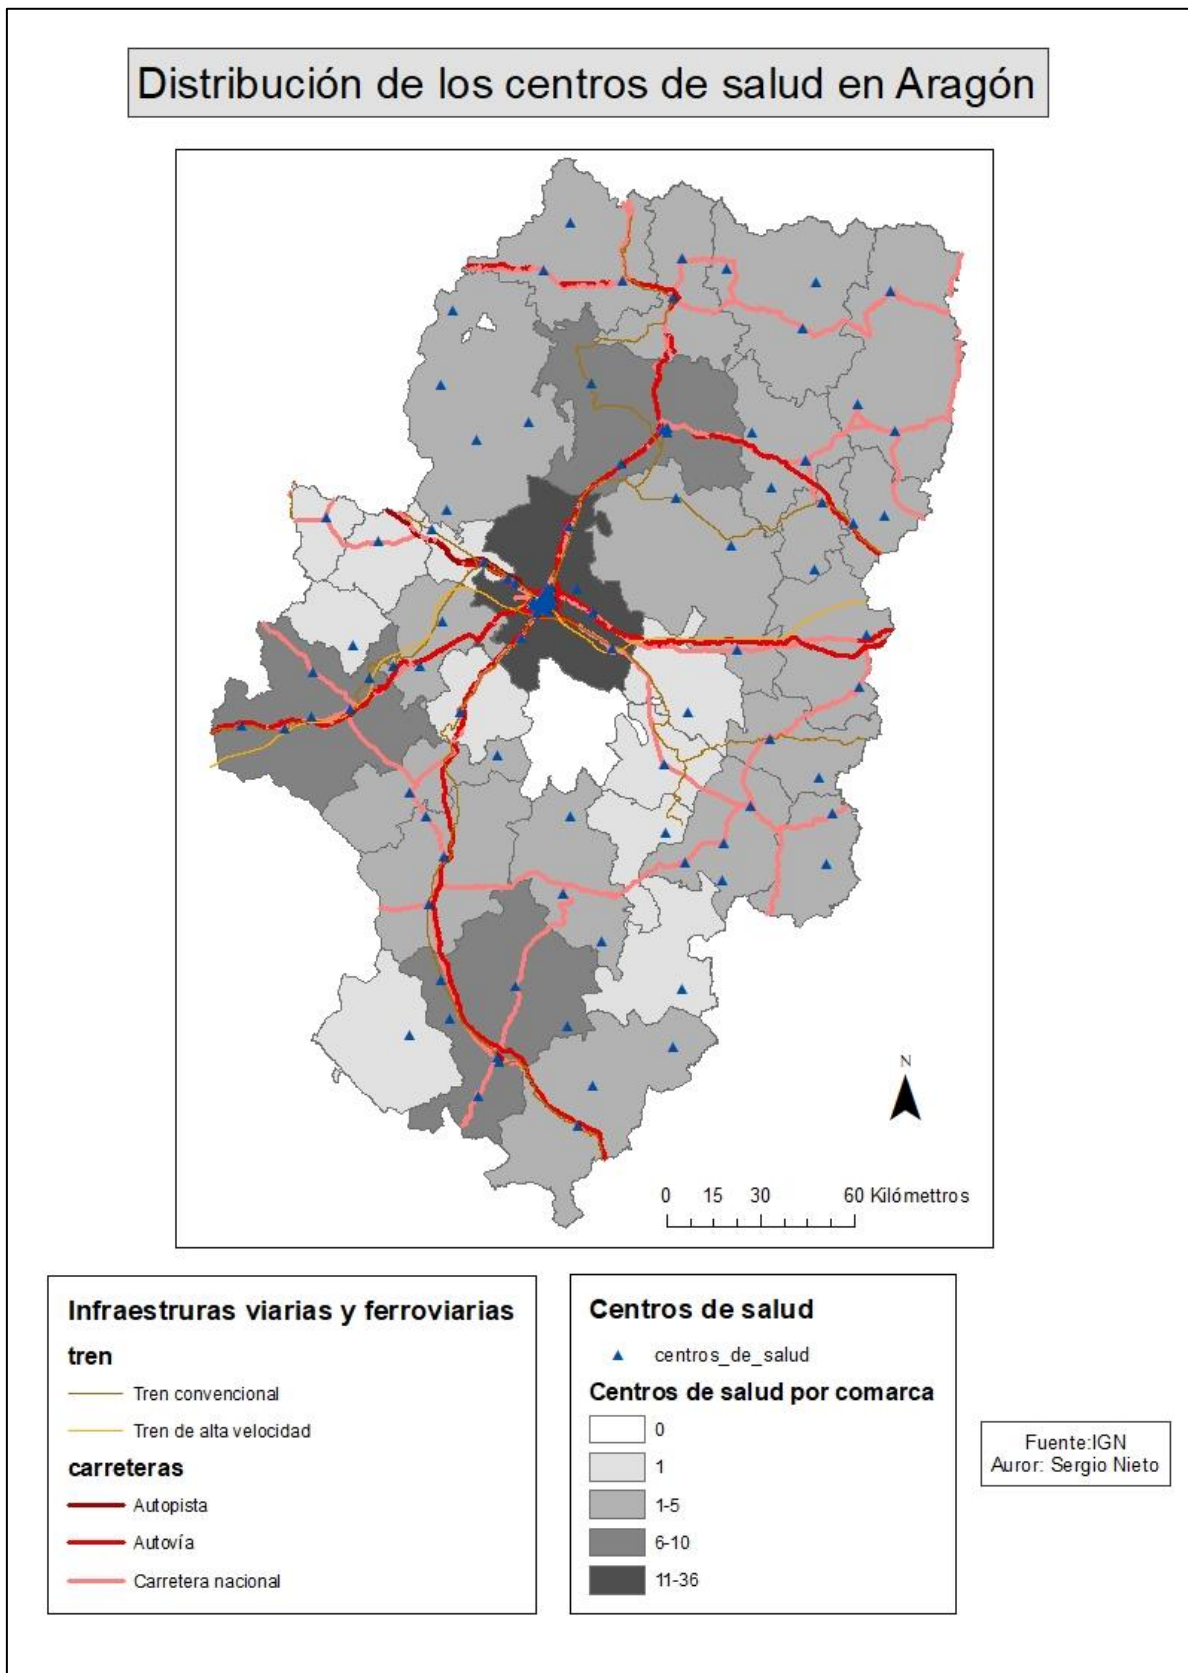 Distribución de los centros de salud en Aragón
N
0 15 30 60 Kilómettros
Infraestruras viarias y ferroviarias
tren
Tren convencional
Tren de alta velocidad
carreteras
Autopista
Autovía
Carretera nacional
Centros de salud
centros_de_salud
Centros de salud por comarca
0
1
1-5
6-10
11-36
Fuente:IGN
Auror: Sergio Nieto